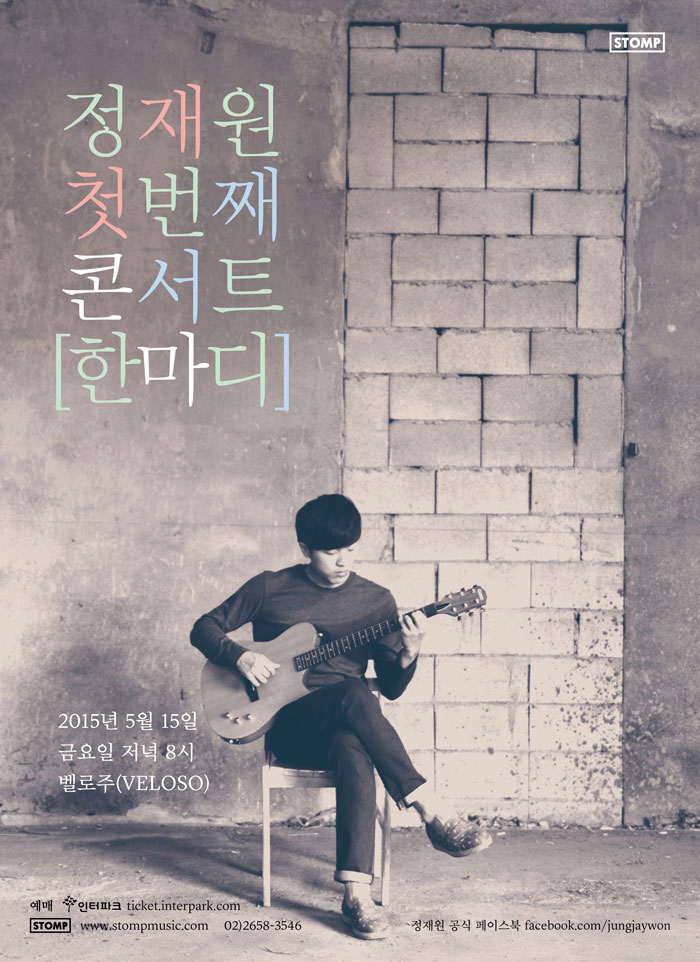 STOMP
정재원
첫번째
콘서트
[한마디]
2015년 5월 15일
금요일 저녁 8시
벨로주(VELOSO)
예매 인터파크 ticket.interpark.com
STOMP www.stompmusic.com 02)2658-3546
정재원 공식 페이스북 facebook.com/jungjaywon